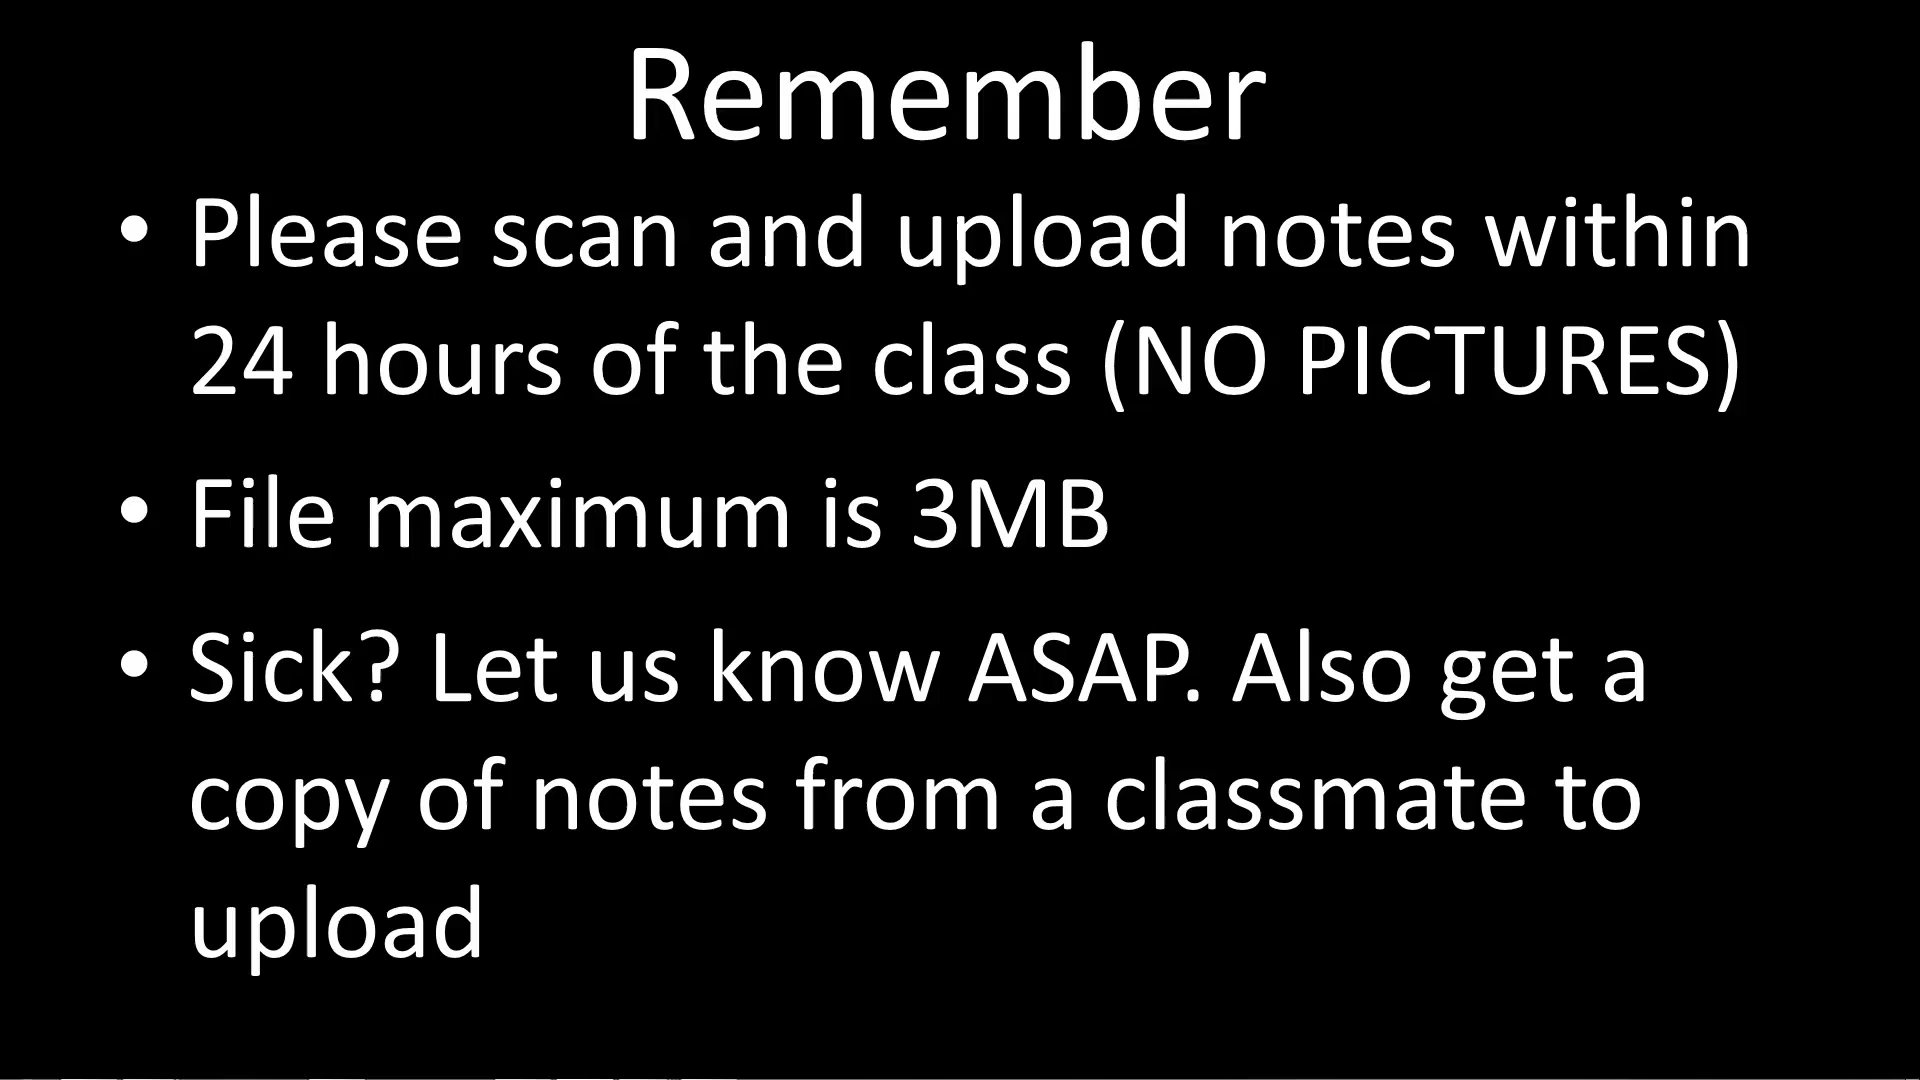 Remember
• Please scan and upload notes within
24 hours of the class (NO PICTURES)
• File maximum is 3MB
• Sick? Let us know ASAP. Also get a
copy of notes from a classmate to
upload